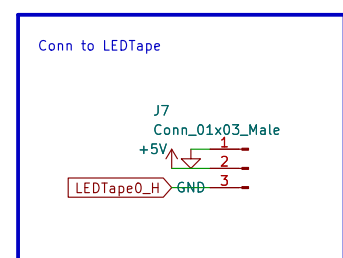 Conn to LEDTape
J7
Conn_01x03_Male
+5V
1
2
LEDTape0_H
GND
3